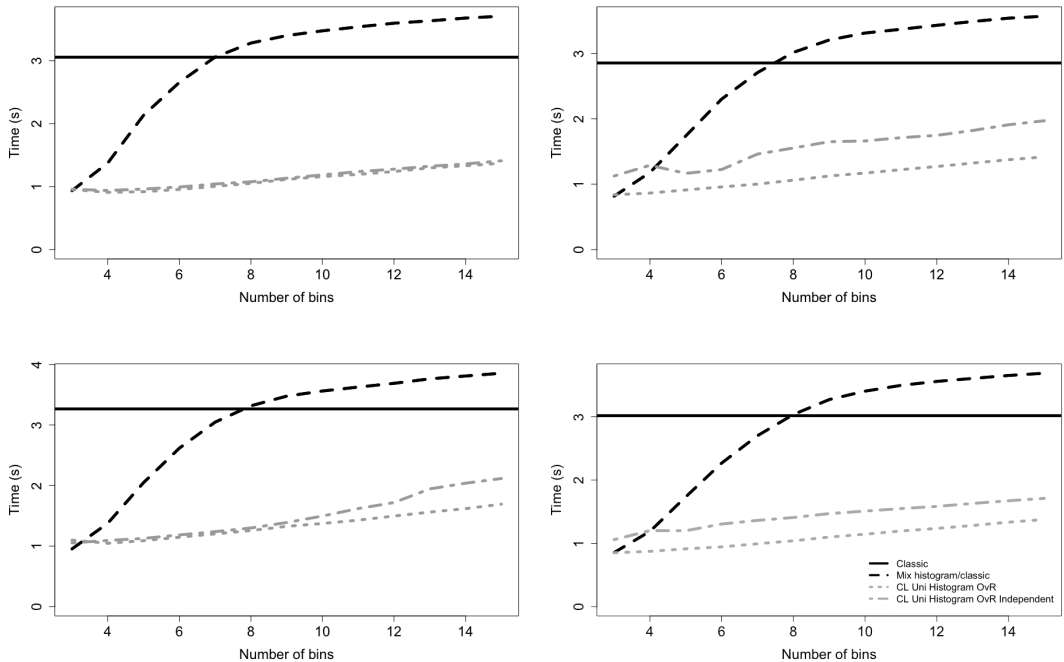 3
2
1
0
Time (s)
4 6 8 10 12 14
Number of bins
3
2
1
0
Time (s)
4 6 8 10 12 14
Number of bins
4
3
2
1
0
Time (s)
4 6 8 10 12 14
Number of bins
3
2
1
0
Time (s)
Classic
Mix histogram/classic
CL Uni Histogram OvR
CL Uni Histogram OvR Independent
4 6 8 10 12 14
Number of bins